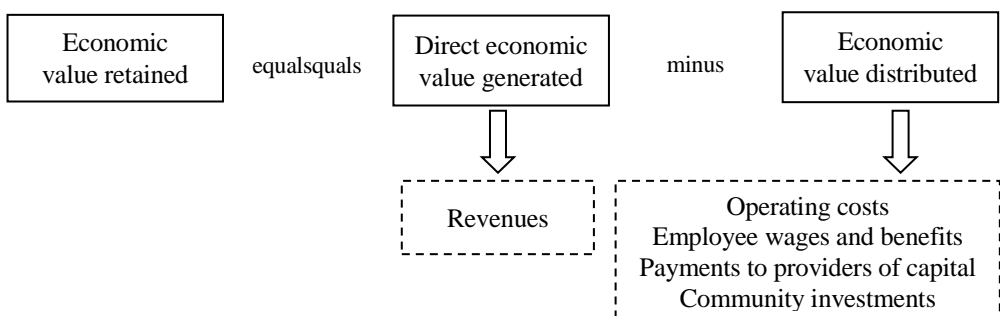 Economic
value retained
equalsquals
Direct economic
value generated
minus
Economic
value distributed
Revenues
Operating costs
Employee wages and benefits
Payments to providers of capital
Community investments